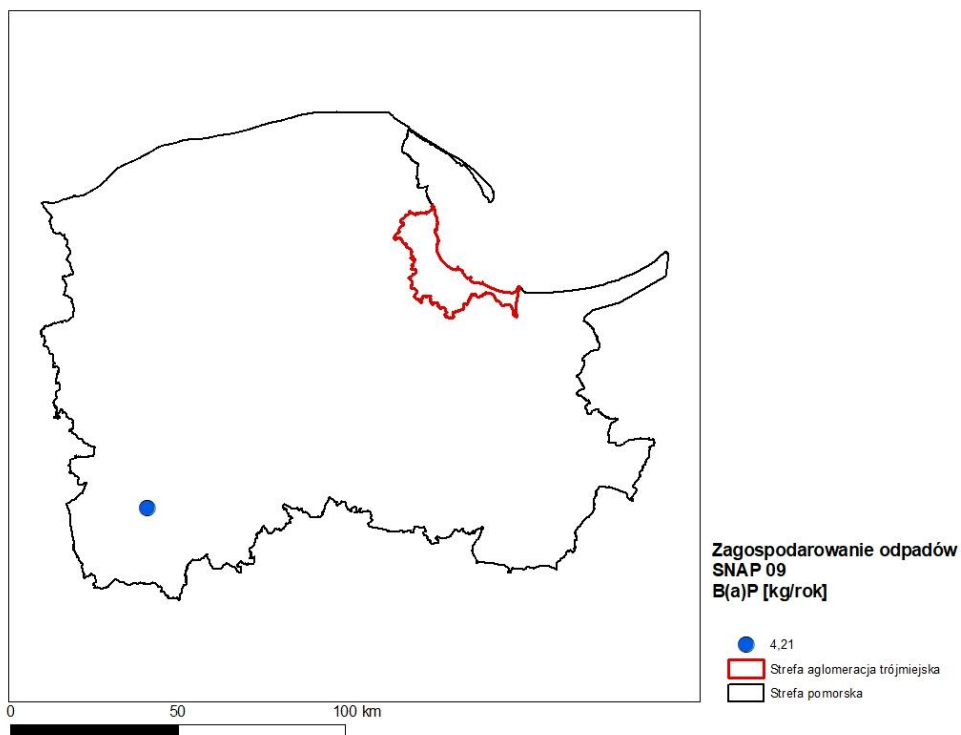 Zagospodarowanie odpadów
SNAP 09
B(a)P [kg/rok]
4,21
Strefa aglomeracja trójmiejska
Strefa pomorska
0 50 100 km